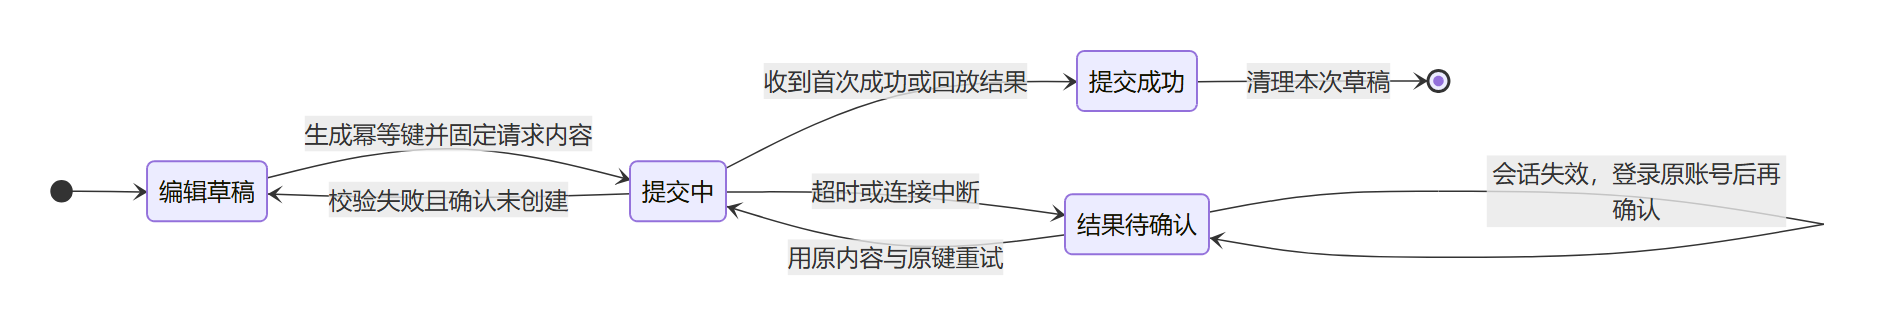 收到首次成功或回放结果
提交成功
清理本次草稿
生成幂等键并固定请求内容
编辑草稿
校验失败且确认未创建
提交中
超时或连接中断
结果待确认
会话失效，登录原账号后再
确认
用原内容与原键重试